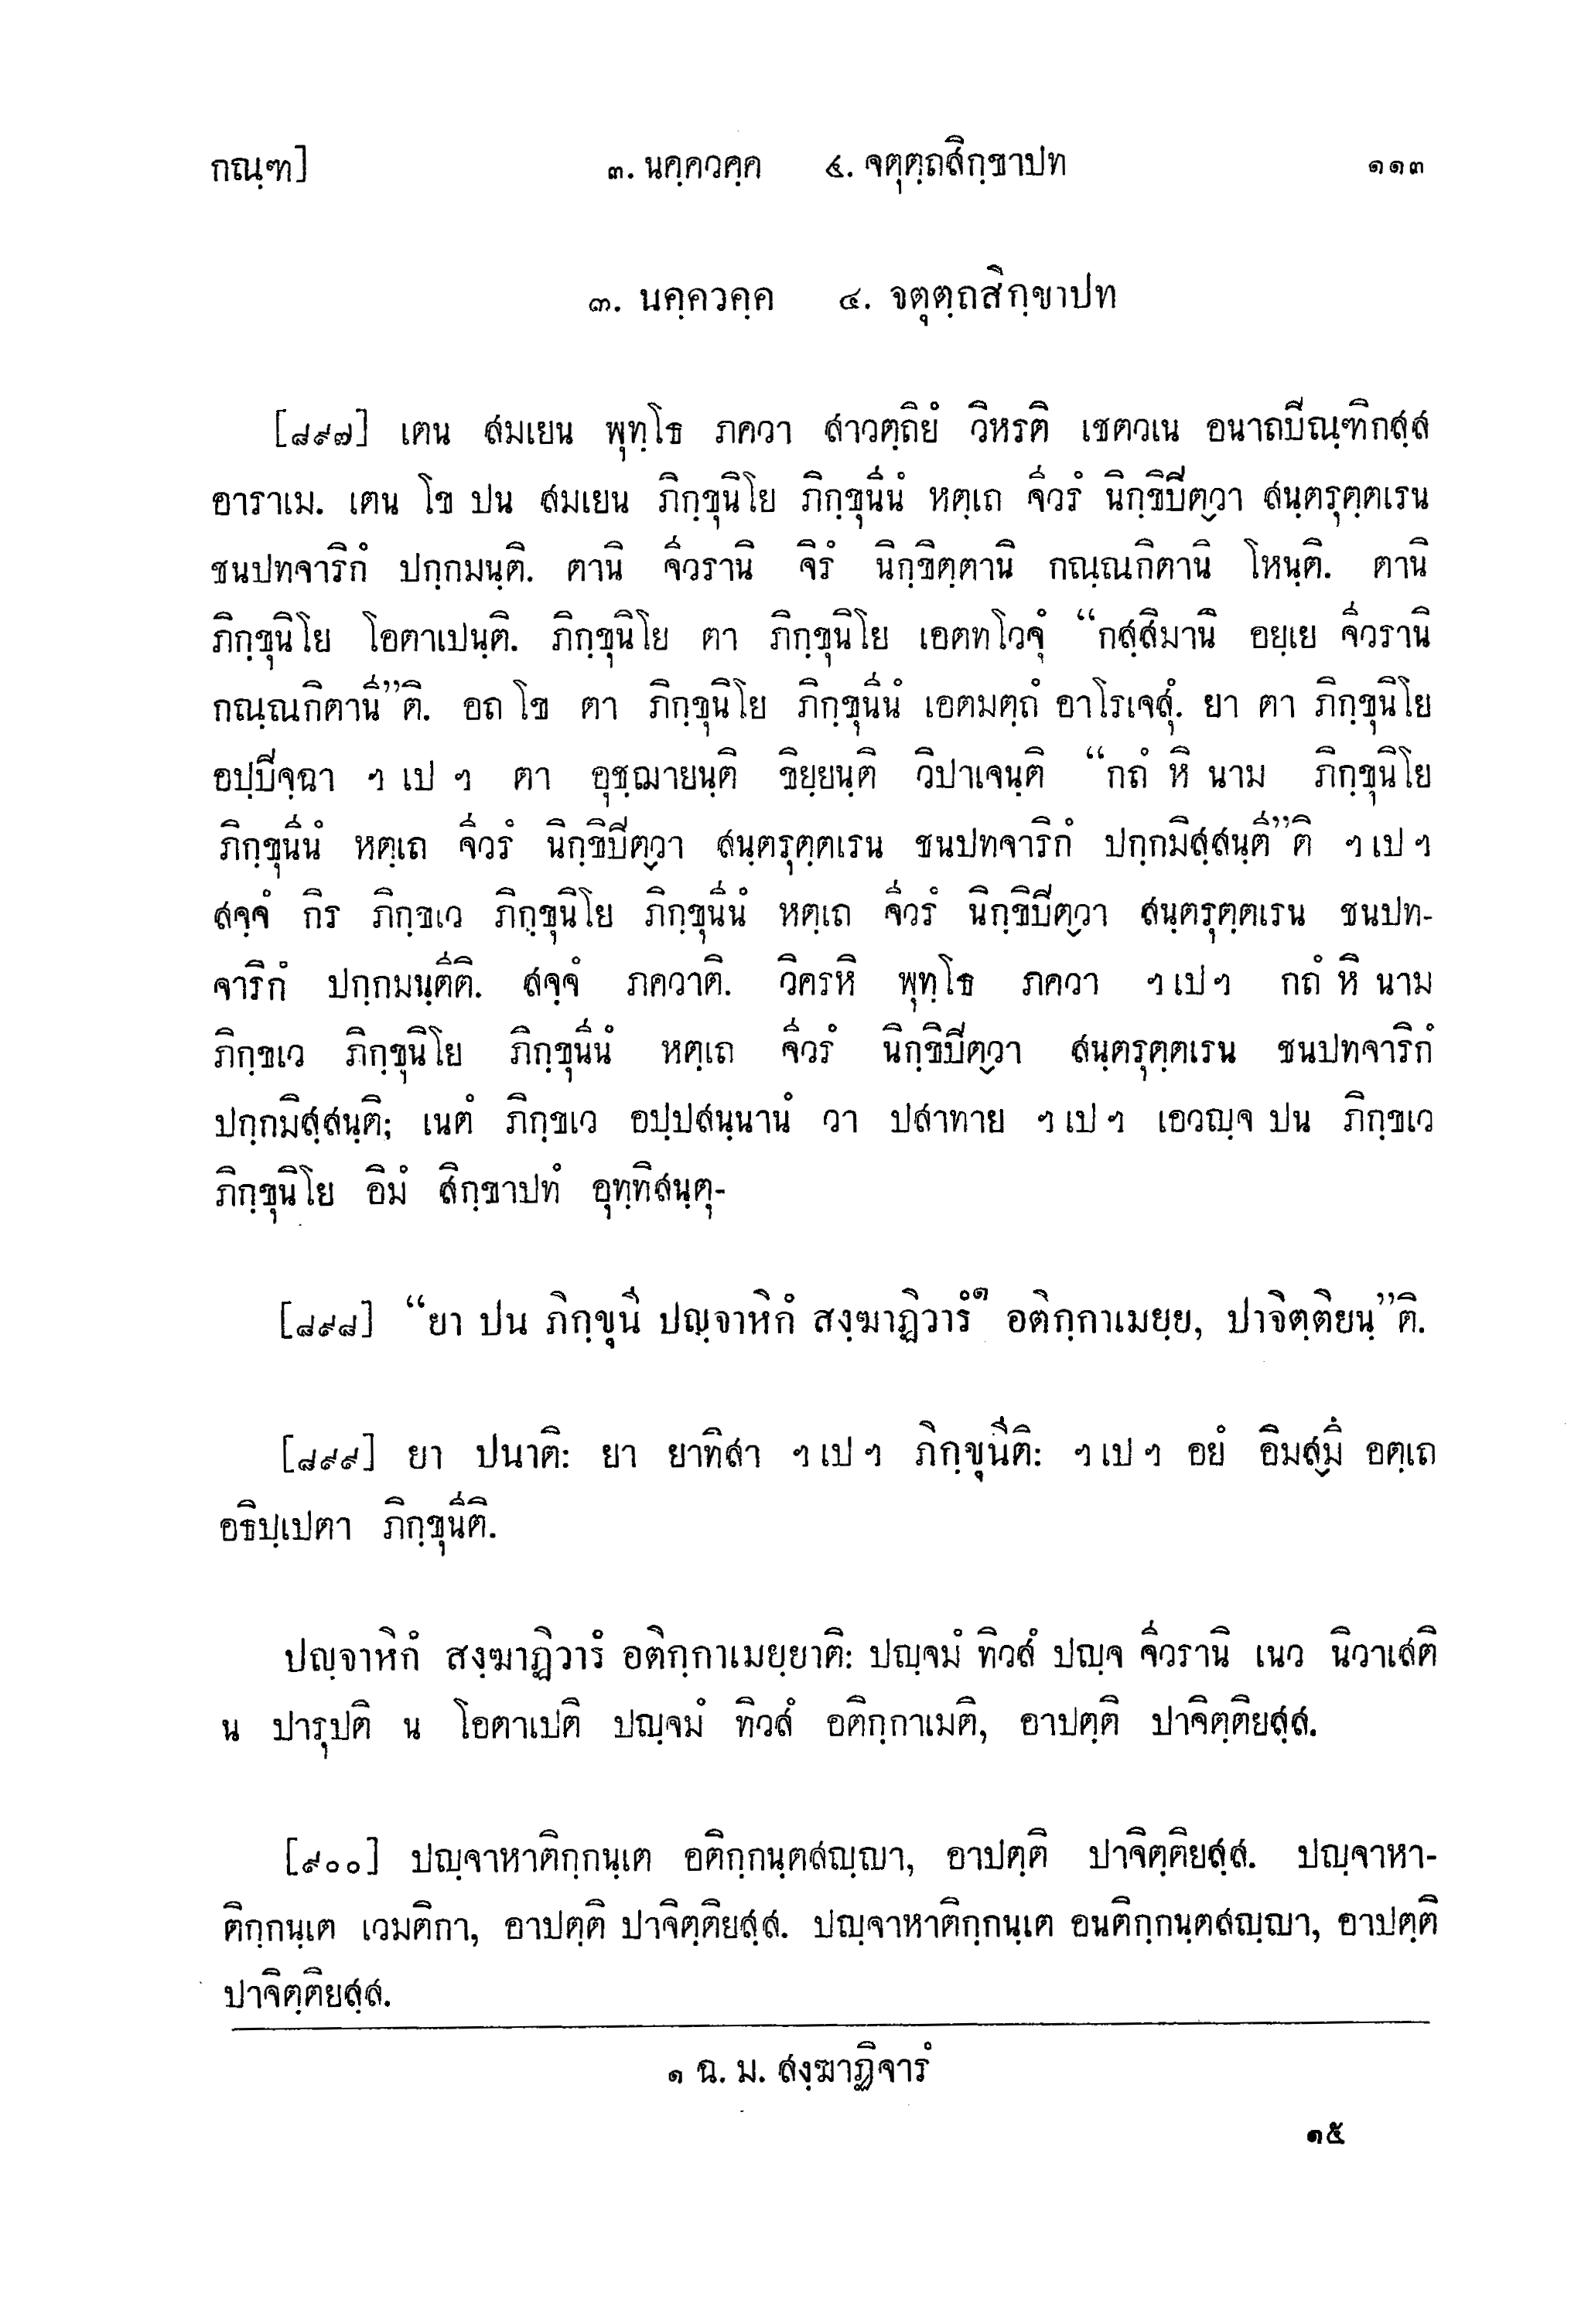 กณฺฑ] ๓. นคฺควคฺค ๔. จตุตฺถสิกฺขาปท ๑๑๓
๓. นคฺควคฺค ๔. จตุตฺถสิกฺขาปท
[๘๙๗] เตน สมเยน พุทฺโธ ภควา สาวตฺถิยํ วิหรติ เชตวเน อนาถปิณฺฑิกสฺส
อาราเม. เตน โข ปน สมเยน ภิกฺขุนิโย ภิกฺขุนีนํ หตฺเถ จีวรํ นิกฺขิปิตฺวา สนฺตรุตฺตเรน
ชนปทจาริกํ ปกฺกมนฺติ. ตานิ จีวรานิ จิรํ นิกฺขิตฺตานิ กณฺณกิตานิ โหนฺติ. ตานิ
ภิกฺขุนิโย โอตาเปนฺติ. ภิกฺขุนิโย ตา ภิกฺขุนิโย เอตทโวจุํ “กสฺสิมานิ อยฺเย จีวรานิ
กณฺณกิตานี”ติ. อถ โข ตา ภิกฺขุนิโย ภิกฺขุนีนํ เอตมตฺถํ อาโรเจสุํ. ยา ตา ภิกฺขุนิโย
อปฺปิจฺฉา ฯ เป ฯ ตา อุชฺฌายนฺติ ขิยฺยนฺติ วิปาเจนฺติ “กถํ หิ นาม ภิกฺขุนิโย
ภิกฺขุนีนํ หตฺเถ จีวรํ นิกฺขิปิตฺวา สนฺตรุตฺตเรน ชนปทจาริกํ ปกฺกมิสฺสนฺตี”ติ ฯ เป ฯ
สจฺจํ กิร ภิกฺขเว ภิกฺขุนิโย ภิกฺขุนีนํ หตฺเถ จีวรํ นิกฺขิปิตฺวา สนฺตรุตฺตเรน ชนปท-
จาริกํ ปกฺกมนฺตีติ. สจฺจํ ภควาติ. วิครหิ พุทฺโธ ภควา ฯ เป ฯ กถํ หิ นาม
ภิกฺขเว ภิกฺขุนิโย ภิกฺขุนีนํ หตฺเถ จีวรํ นิกฺขิปิตฺวา สนฺตรุตฺตเรน ชนปทจาริกํ
ปกฺกมิสฺสนฺติ; เนตํ ภิกฺขเว อปฺปสนฺนานํ วา ปสาทาย ฯ เป ฯ เอวญฺจ ปน ภิกฺขเว
ภิกฺขุนิโย อิมํ สิกฺขาปทํ อุทฺทิสนฺตุ-
[๘๙๘] “ยา ปน ภิกฺขุนี ปญฺจาหิกํ สงฺฆาฏิวารํ๑ อติกฺกาเมยฺย, ปาจิตฺติยนฺ”ติ.
[๘๙๙] ยา ปนาติ: ยา ยาทิสา ฯ เป ฯ ภิกฺขุนีติ: ฯ เป ฯ อยํ อิมสฺมึ อตฺเถ
อธิปฺเปตา ภิกฺขุนีติ.
ปญฺจาหิกํ สงฺฆาฏิวารํ อติกฺกาเมยฺยาติ: ปญฺจมํ ทิวสํ ปญฺจ จีวรานิ เนว นิวาเสติ
น ปารุปติ น โอตาเปติ ปญฺจมํ ทิวสํ อติกฺกาเมติ, อาปตฺติ ปาจิตฺติยสฺส.
[๙๐๐] ปญฺจาหาติกฺกนฺเต อติกฺกนฺตสญฺญา, อาปตฺติ ปาจิตฺติยสฺส. ปญฺจาหา-
ติกฺกนฺเต เวมติกา, อาปตฺติ ปาจิตฺติยสฺส. ปญฺจาหาติกฺกนฺเต อนติกฺกนฺตสญฺญา, อาปตฺติ
ปาจิตฺติยสฺส.
๑ ฉ. ม. สงฺฆาฏิจารํ
๑๕